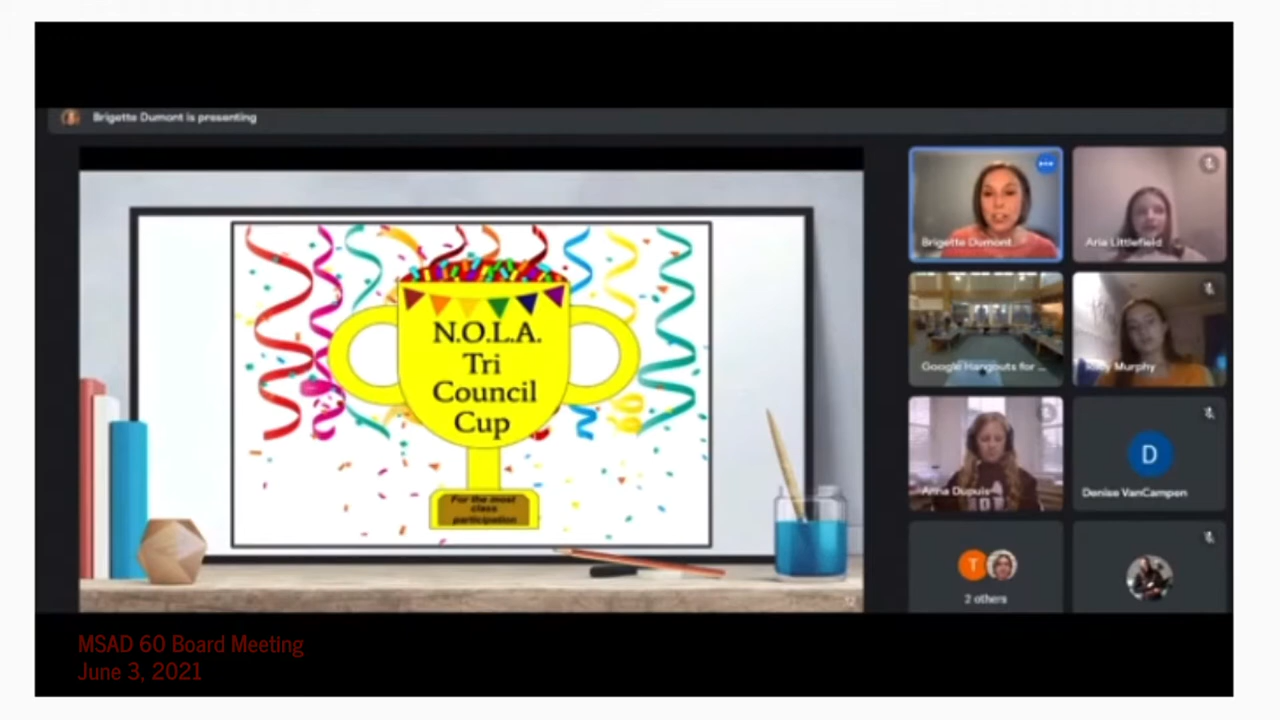 Brigette Dumont is presenting
N.O.L.A.
Tri
Council
Cup
For the most
class
participation
Brigette Dumont
Aria Littlefield
Google Hangouts for ...
Murphy
Anna Dupuis
D
Denise VanCampen
T
2 others
12
MSAD 60 Board Meeting
June 3, 2021